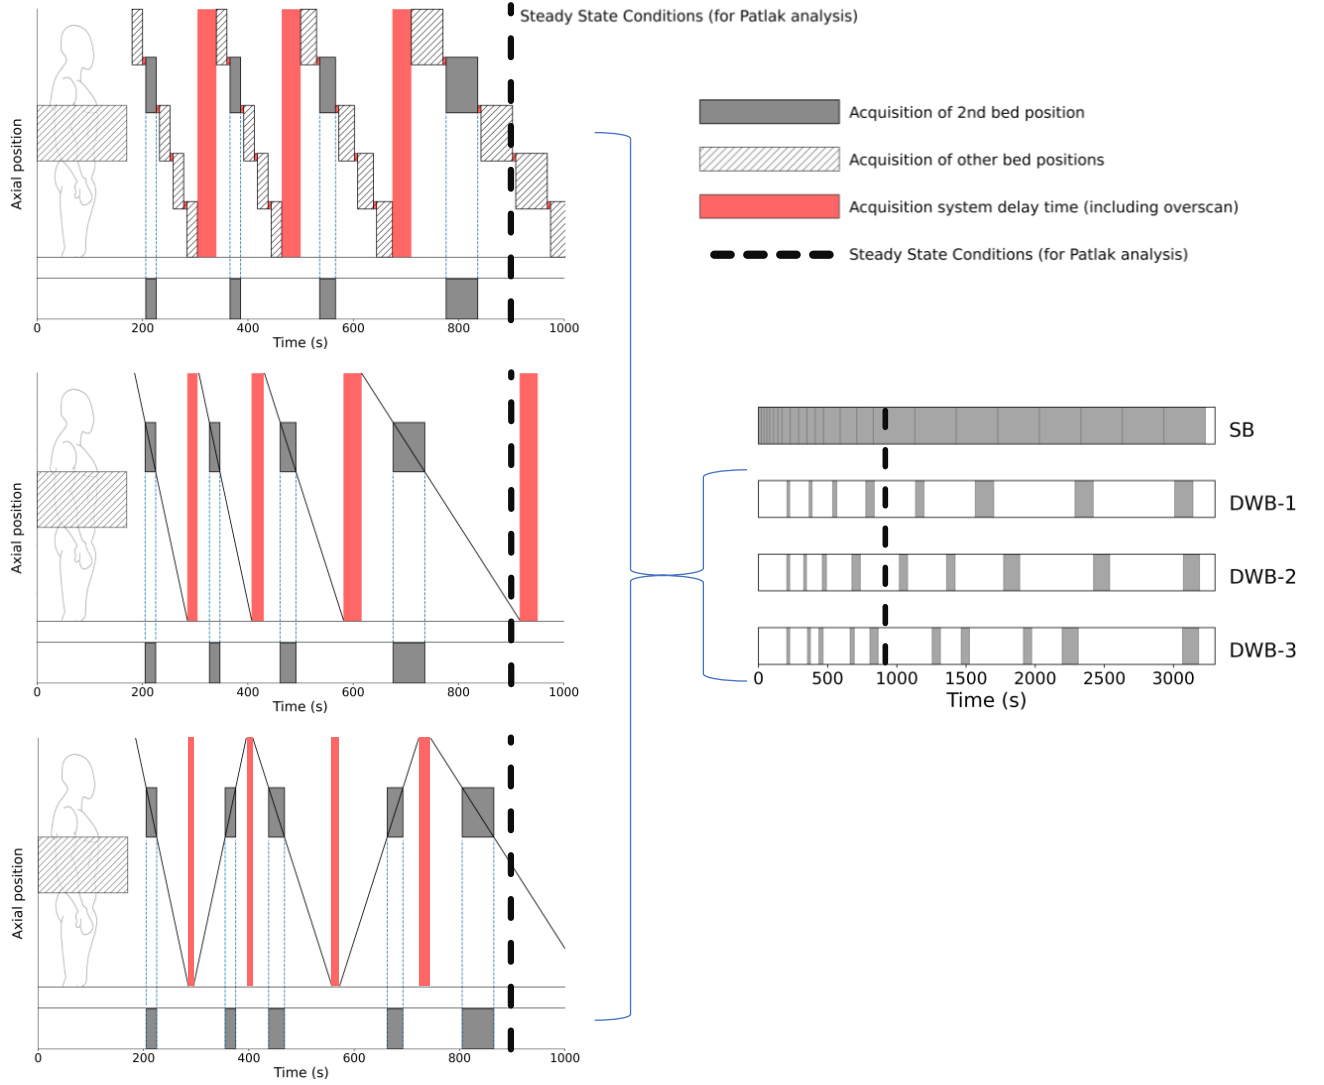 Steady State Conditions (for Patlak analysis)
Axial position
0 200 400 600 800 1000
Time (s)
Acquisition of 2nd bed position
Acquisition of other bed positions
Acquisition system delay time (including overscan)
Steady State Conditions (for Patlak analysis)
Axial position
0 200 400 600 800 1000
Time (s)
SB
DWB-1
DWB-2
DWB-3
0 500 1000 1500 2000 2500 3000
Time (s)
Axial position
0 200 400 600 800 1000
Time (s)